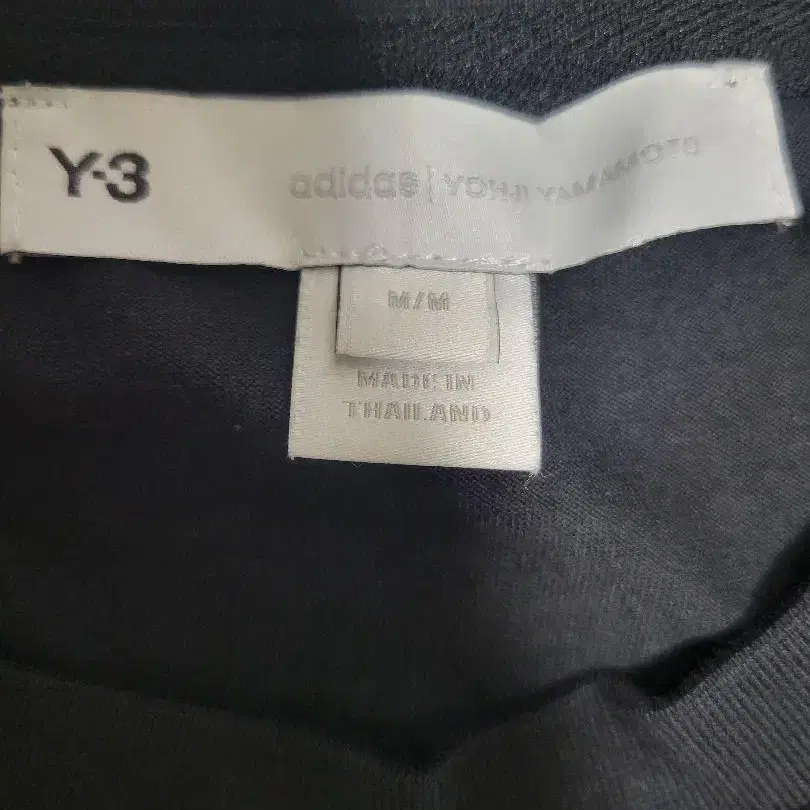 Y-3 adidas | YOHJI YAMAMOTO
M/M
MADE IN
THAILAND